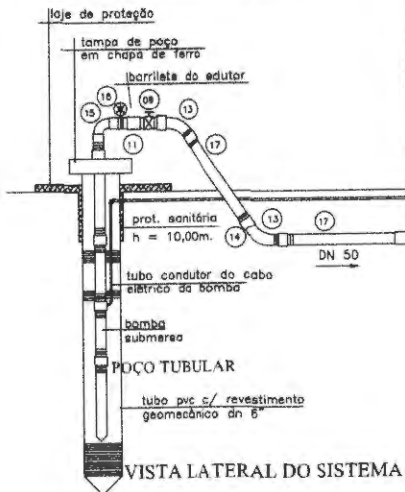 laje de proteção
tampa de poço
em chapa de ferro
barrilete do edutor
16
09
15
13
11
17
prot. sanitária
h = 10,00m.
14
13
17
DN 50
tubo condutor do cabo
elétrico da bomba
bomba
submersa
POÇO TUBULAR
tubo pvc c/ revestimento
geomecânico dn 6"
VISTA LATERAL DO SISTEMA